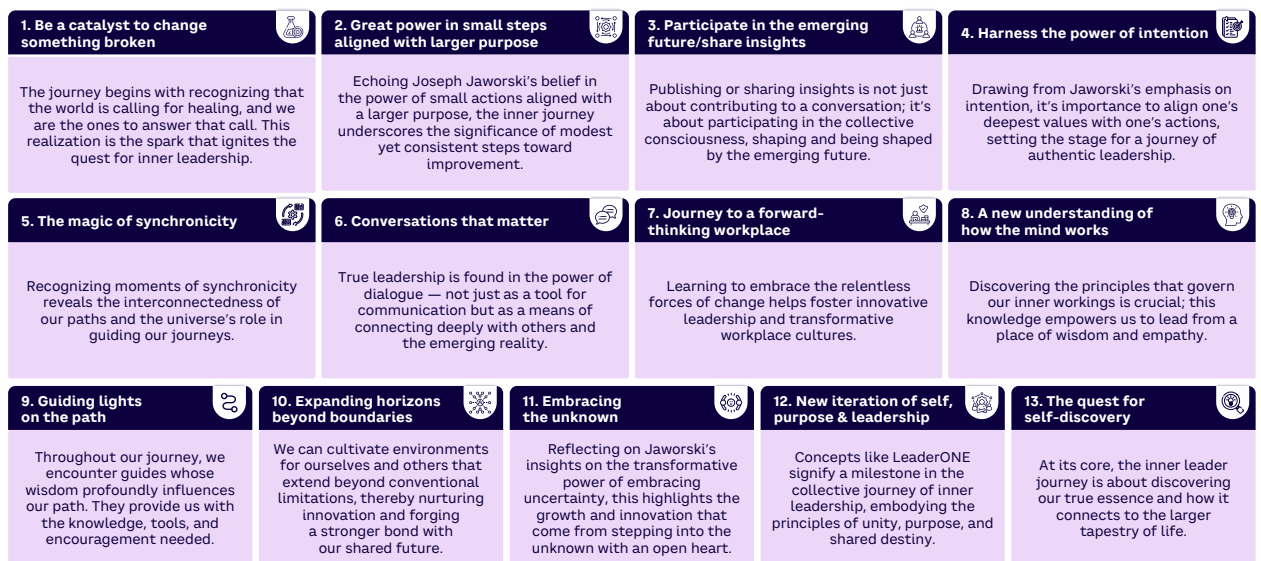 1. Be a catalyst to change
something broken
The journey begins with recognizing that
the world is calling for healing, and we
are the ones to answer that call. This
realization is the spark that ignites the
quest for inner leadership.
2. Great power in small steps
aligned with larger purpose
Echoing Joseph Jaworski's belief in
the power of small actions aligned with
a larger purpose, the inner journey
underscores the significance of modest
yet consistent steps toward
improvement.
3. Participate in the emerging
future/share insights
Publishing or sharing insights is not just
about contributing to a conversation; it's
about participating in the collective
consciousness, shaping and being shaped
by the emerging future.
4. Harness the power of intention
Drawing from Jaworski's emphasis on
intention, it's importance to align one's
deepest values with one's actions,
setting the stage for a journey of
authentic leadership.
5. The magic of synchronicity
Recognizing moments of synchronicity
reveals the interconnectedness of
our paths and the universe's role in
guiding our journeys.
6. Conversations that matter
True leadership is found in the power of
dialogue — not just as a tool for
communication but as a means of
connecting deeply with others and
the emerging reality.
7. Journey to a forward-
thinking workplace
Learning to embrace the relentless
forces of change helps foster innovative
leadership and transformative
workplace cultures.
8. A new understanding of
how the mind works
Discovering the principles that govern
our inner workings is crucial; this
knowledge empowers us to lead from a
place of wisdom and empathy.
9. Guiding lights
on the path
Throughout our journey, we
encounter guides whose
wisdom profoundly influences
our path. They provide us with
the knowledge, tools, and
encouragement needed.
10. Expanding horizons
beyond boundaries
We can cultivate environments
for ourselves and others that
extend beyond conventional
limitations, thereby nurturing
innovation and forging
a stronger bond with
our shared future.
11. Embracing
the unknown
Reflecting on Jaworski's
insights on the transformative
power of embracing
uncertainty, this highlights the
growth and innovation that
come from stepping into the
unknown with an open heart.
12. New iteration of self,
purpose & leadership
Concepts like LeaderONE
signify a milestone in the
collective journey of inner
leadership, embodying the
principles of unity, purpose, and
shared destiny.
13. The quest for
self-discovery
At its core, the inner leader
journey is about discovering
our true essence and how it
connects to the larger
tapestry of life.